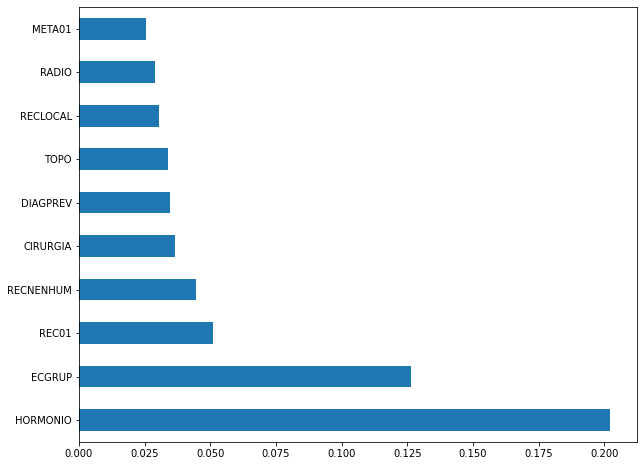 META01
RADIO
RECLOCAL
TOPO
DIAGPREV
CIRURGIA
RECNENHUM
REC01
ECGRUP
HORMONIO
0.000 0.025 0.050 0.075 0.100 0.125 0.150 0.175 0.200